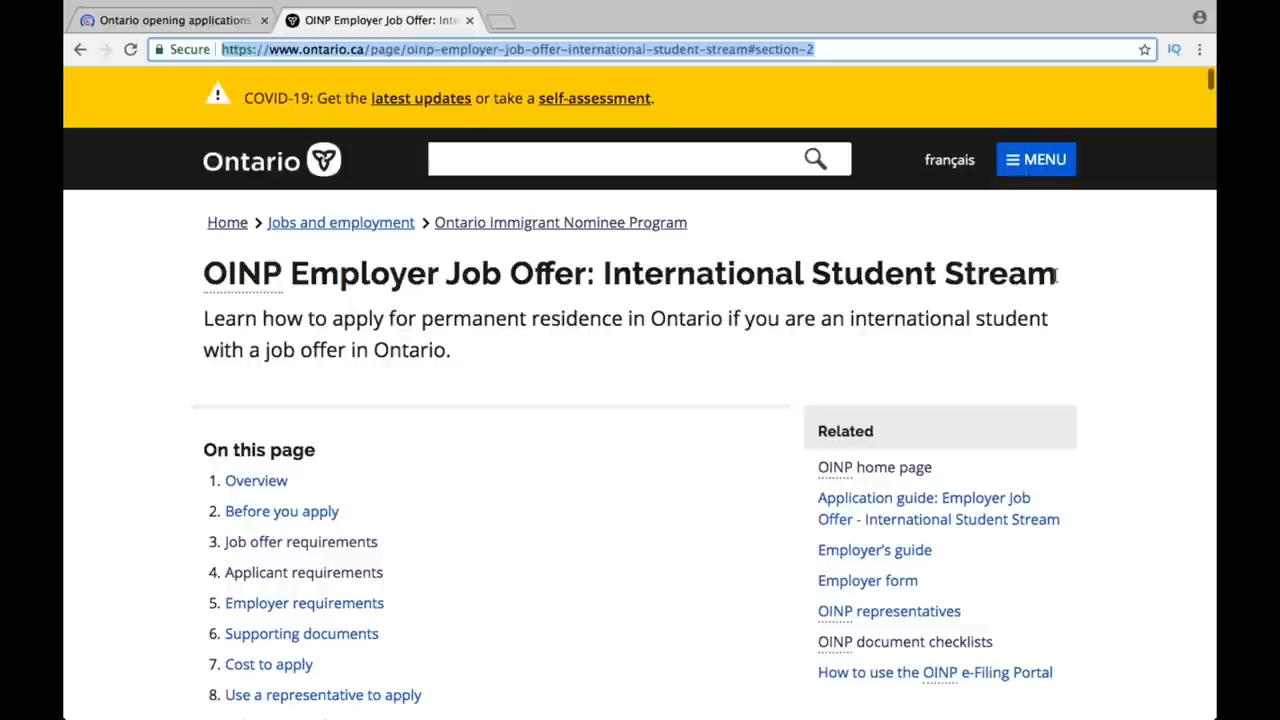 Ontario opening applications
OINP Employer Job Offer: Inte
Secure https://www.ontario.ca/page/oinp-employer-job-offer-international-student-stream#section-2
IQ
COVID-19: Get the latest updates or take a self-assessment.
Ontario
français
MENU
Home > Jobs and employment > Ontario Immigrant Nominee Program
OINP Employer Job Offer: International Student Stream
Learn how to apply for permanent residence in Ontario if you are an international student
with a job offer in Ontario.
On this page
1. Overview
2. Before you apply
3. Job offer requirements
4. Applicant requirements
5. Employer requirements
6. Supporting documents
7. Cost to apply
8. Use a representative to apply
Related
OINP home page
Application guide: Employer Job
Offer - International Student Stream
Employer's guide
Employer form
OINP representatives
OINP document checklists
How to use the OINP e-Filing Portal